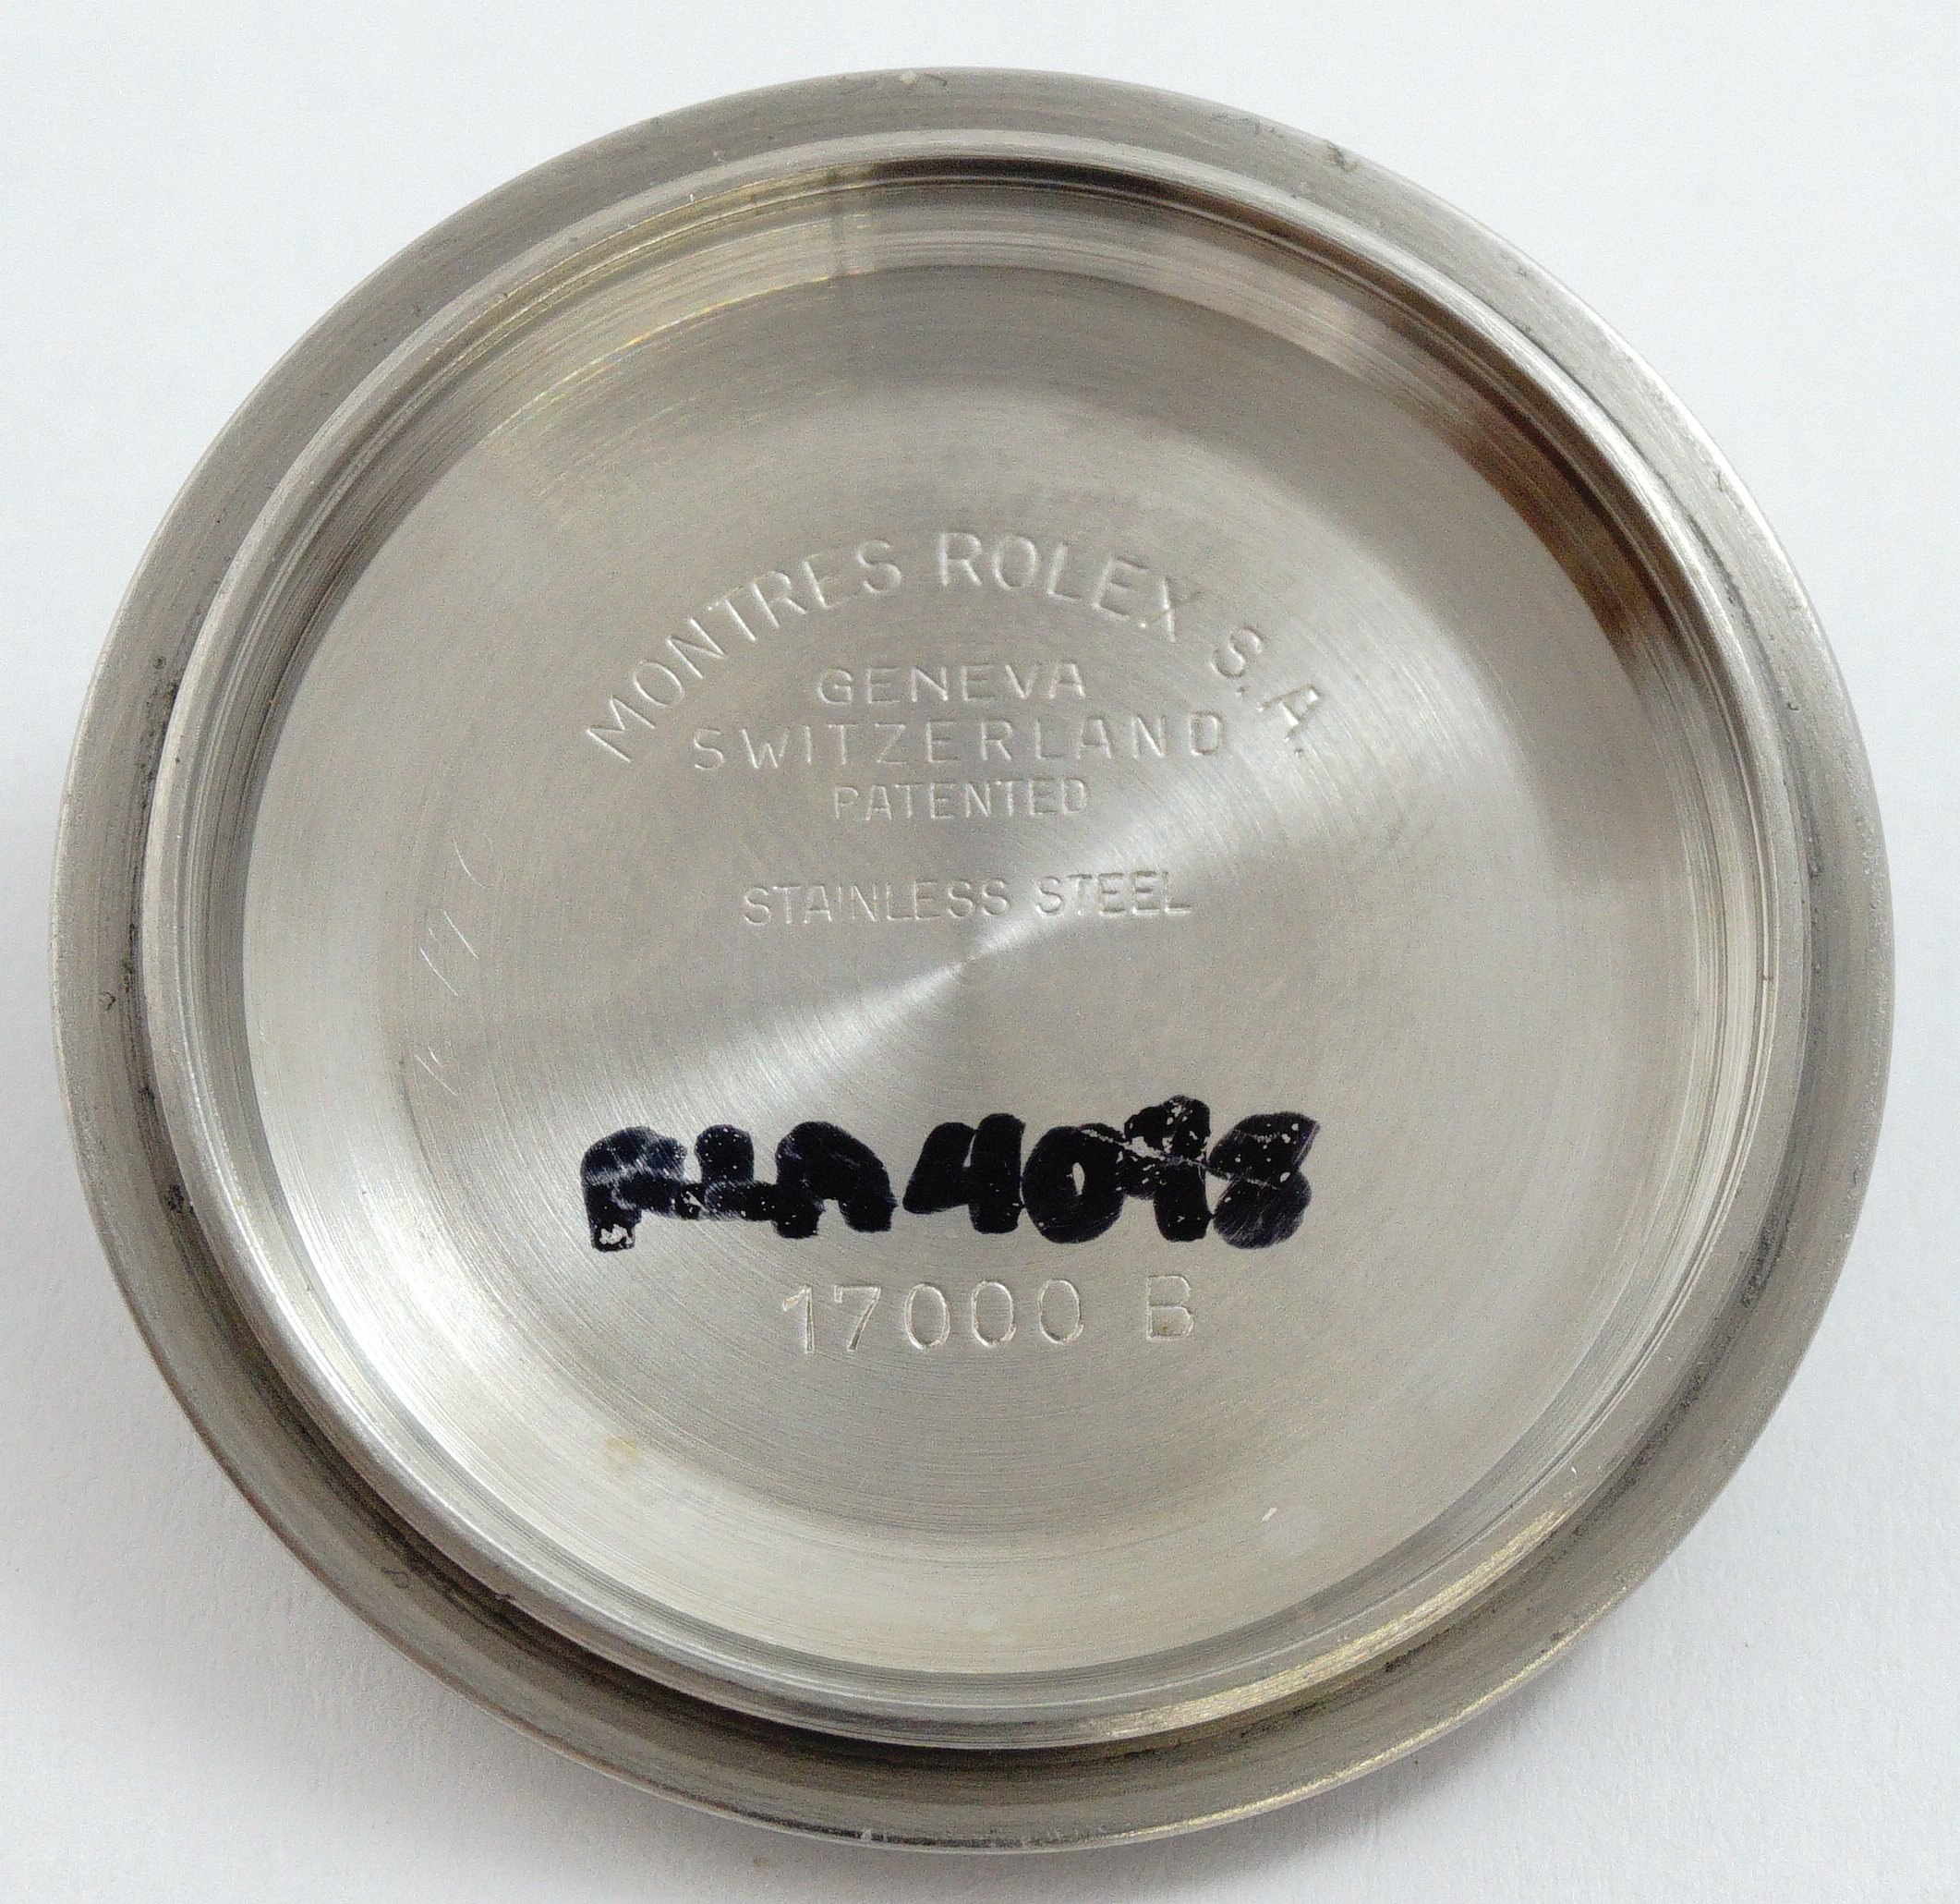 MONTRES ROLEX S.A.
GENEVA
SWITZERLAND
PATENTED
STAINLESS STEEL
17000 B